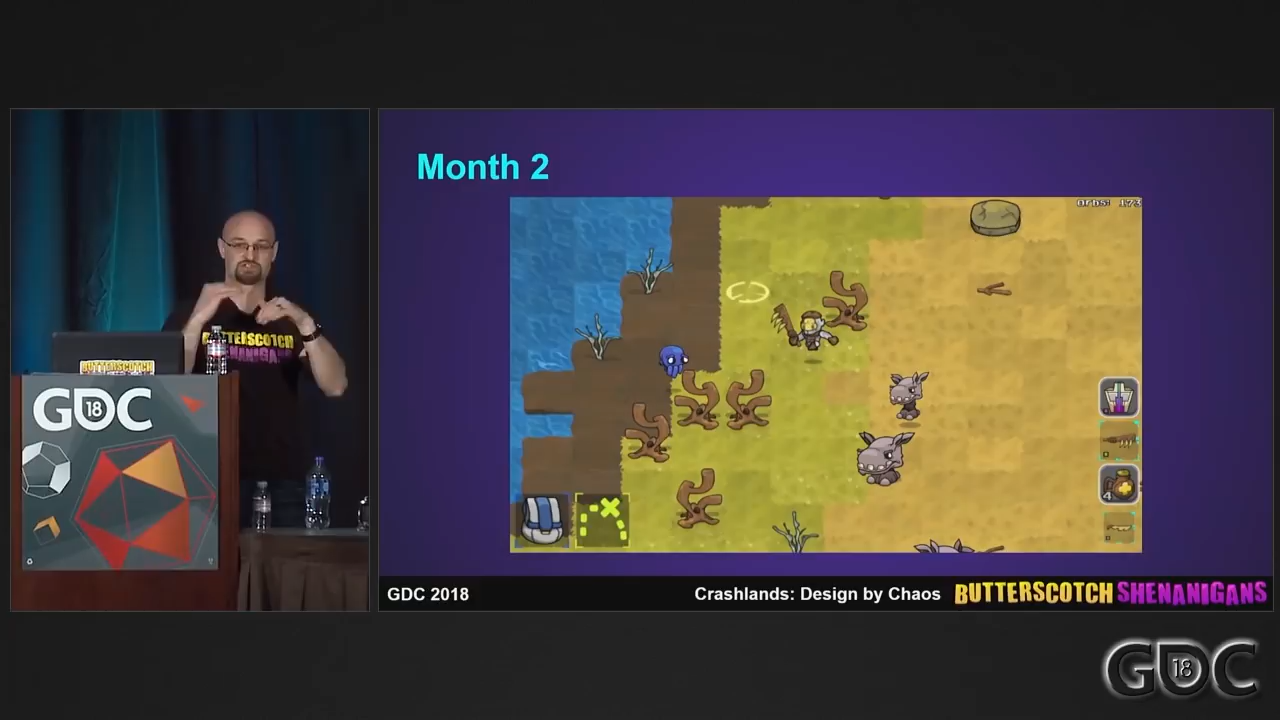 Month 2
orbs: 173
4
BUTTERSCOTCH
SHENANIGANS
BUTTERSCOTCH
GDC
18
GDC 2018
Crashlands: Design by Chaos
BUTTERSCOTCH SHENANIGANS
GDC
18